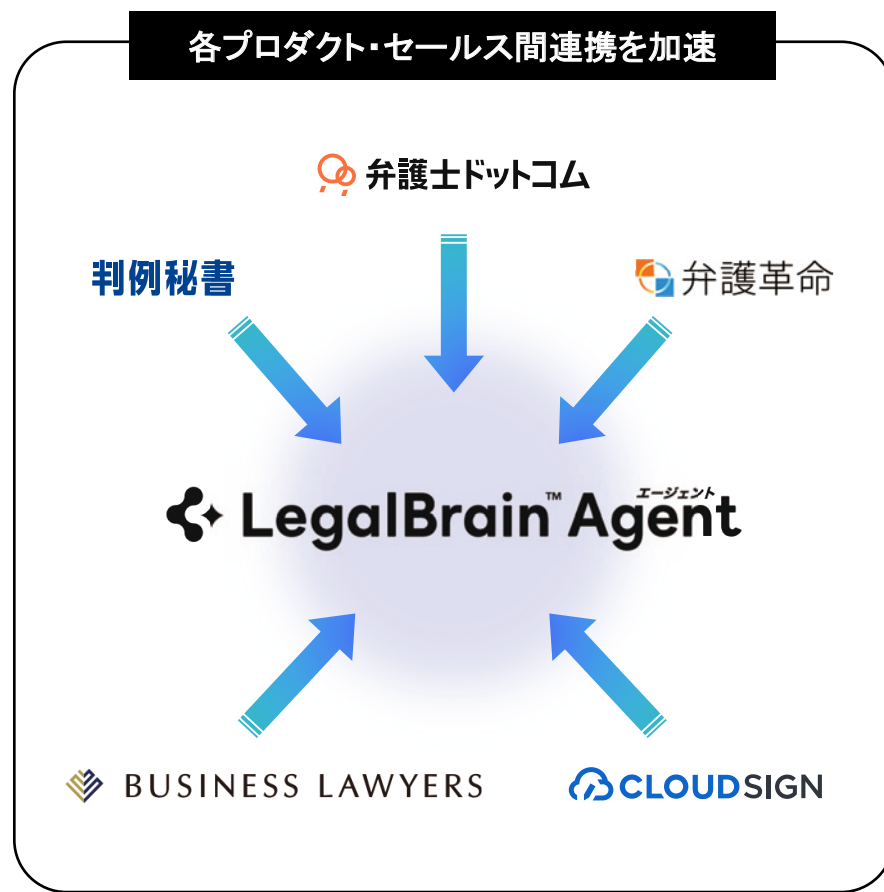 各プロダクト・セールス間連携を加速
弁護士ドットコム
判例秘書
弁護革命
エージェント
LegalBrain™ Agent
BUSINESS LAWYERS
CLOUDSIGN